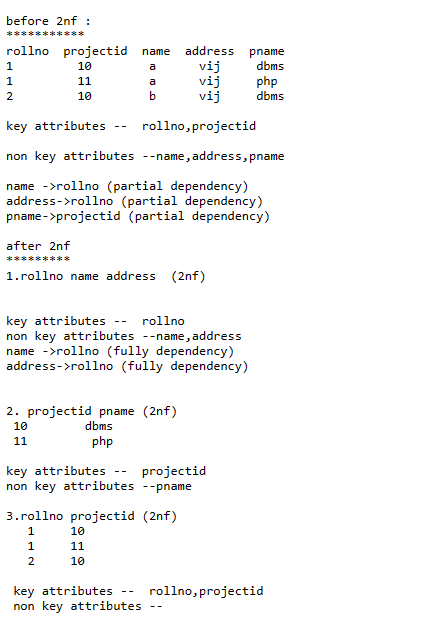 before 2nf :
***********
rollno  projectid  name  address  pname
1         10        a      vij     dbms
1         11        a      vij     php
2         10        b      vij     dbms
key attributes --  rollno,projectid
non key attributes --name,address,pname
name ->rollno (partial dependency)
address->rollno (partial dependency)
pname->projectid (partial dependency)
after 2nf
*********
1.rollno name address  (2nf)
key attributes --  rollno
non key attributes --name,address
name ->rollno (fully dependency)
address->rollno (fully dependency)
2. projectid pname (2nf)
10        dbms
11         php
key attributes --  projectid
non key attributes --pname
3.rollno projectid (2nf)
1     10
1     11
2     10
key attributes --  rollno,projectid
non key attributes --